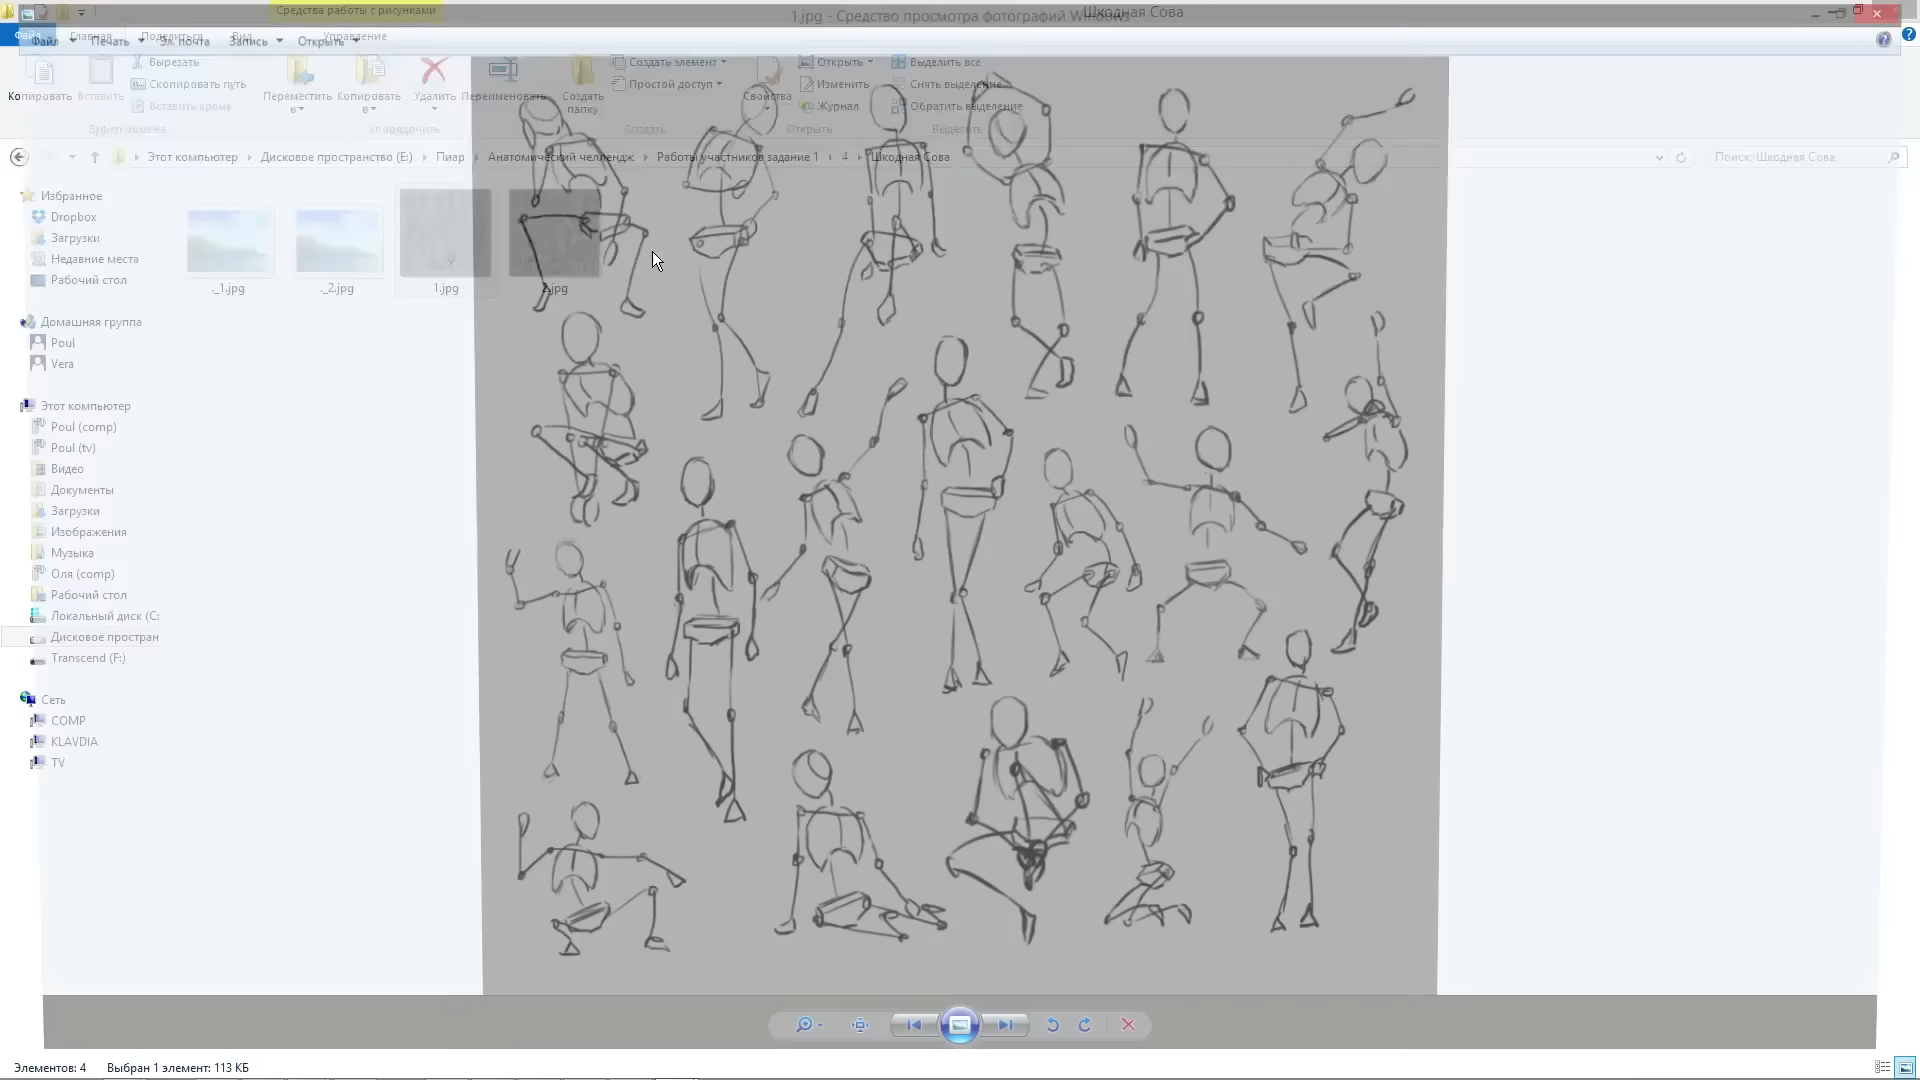 Средства работы с рисунками
Шкодная Сова
1.jpg - Средство просмотра фотографий Windows
Файл
Главная
Поделиться
Вид
Управление
Файл
Печать
Эл. почта
Запись
Открыть
Копировать
Вставить
Вырезать
Скопировать путь
Вставить ярлык
Буфер обмена
Переместить в
Копировать в
Удалить
Переименовать
Упорядочить
Создать папку
Создать элемент
Простой доступ
Создать
Свойства
Открыть
Изменить
Журнал
Открыть
Выделить все
Снять выделение
Обратить выделение
Выделить
Этот компьютер
Дисковое пространство (E:)
Пиар
Анатомический челлендж
Работы участников задание 1
4
Шкодная Сова
Поиск: Шкодная Сова
Избранное
Dropbox
Загрузки
Недавние места
Рабочий стол
Домашняя группа
Poul
Vera
Этот компьютер
Poul (comp)
Poul (tv)
Видео
Документы
Загрузки
Изображения
Музыка
Оля (comp)
Рабочий стол
Локальный диск (C:
Дисковое простран
Transcend (F:)
Сеть
COMP
KLAVDIA
TV
._1.jpg
._2.jpg
1.jpg
2.jpg
Элементов: 4
Выбран 1 элемент: 113 КБ